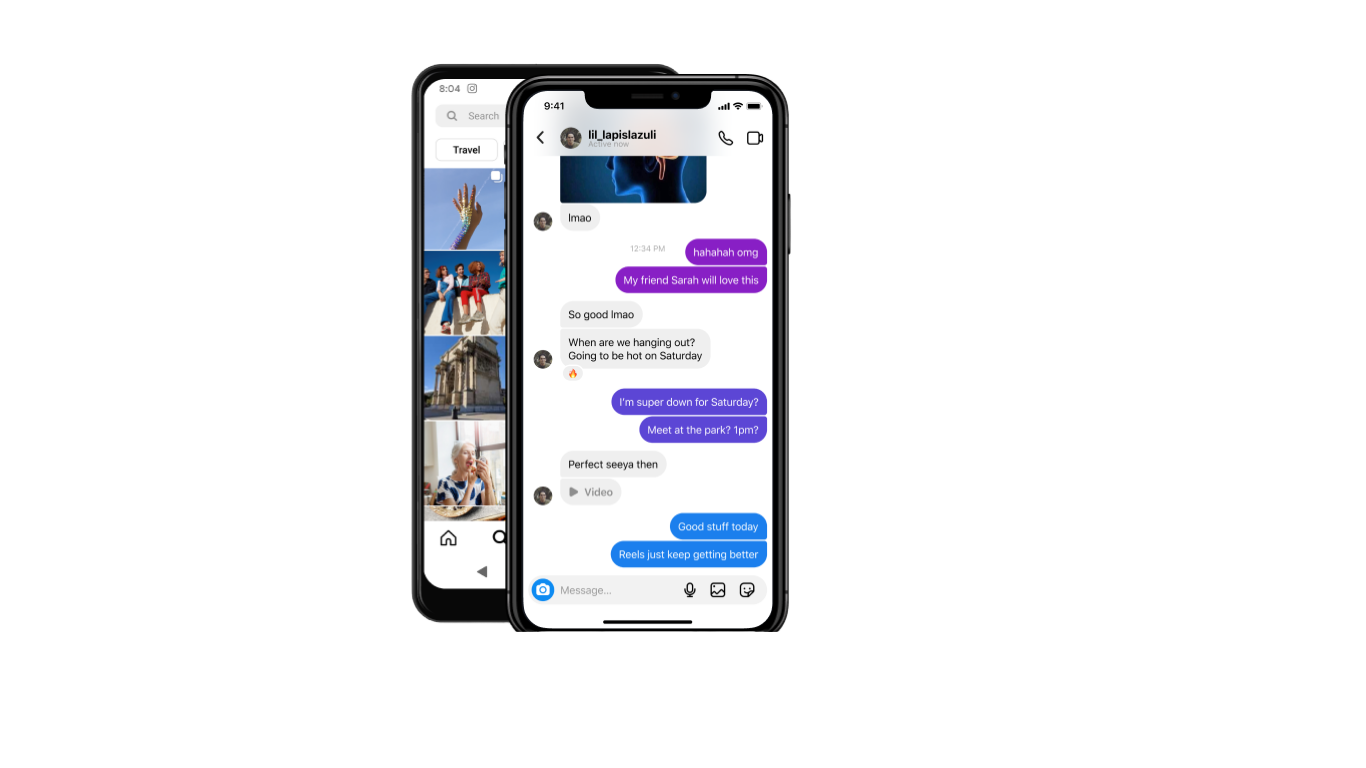 8:04
Search
Travel
9:41
lil_lapislazuli
Active now
lmao
12:34 PM
hahahah omg
My friend Sarah will love this
So good lmao
When are we hanging out?
Going to be hot on Saturday
I'm super down for Saturday?
Meet at the park? 1pm?
Perfect seeya then
Video
Good stuff today
Reels just keep getting better
Message...